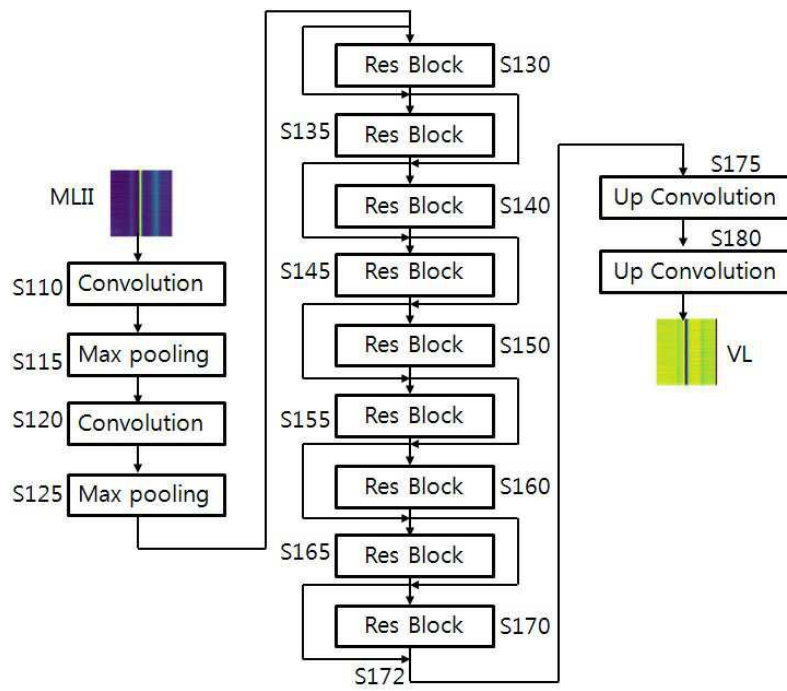 MLII
S110
Convolution
S115
Max pooling
S120
Convolution
S125
Max pooling
Res Block
S130
S135
Res Block
Res Block
S140
S145
Res Block
Res Block
S150
S155
Res Block
Res Block
S160
S165
Res Block
Res Block
S170
S172
S175
Up Convolution
S180
Up Convolution
VL